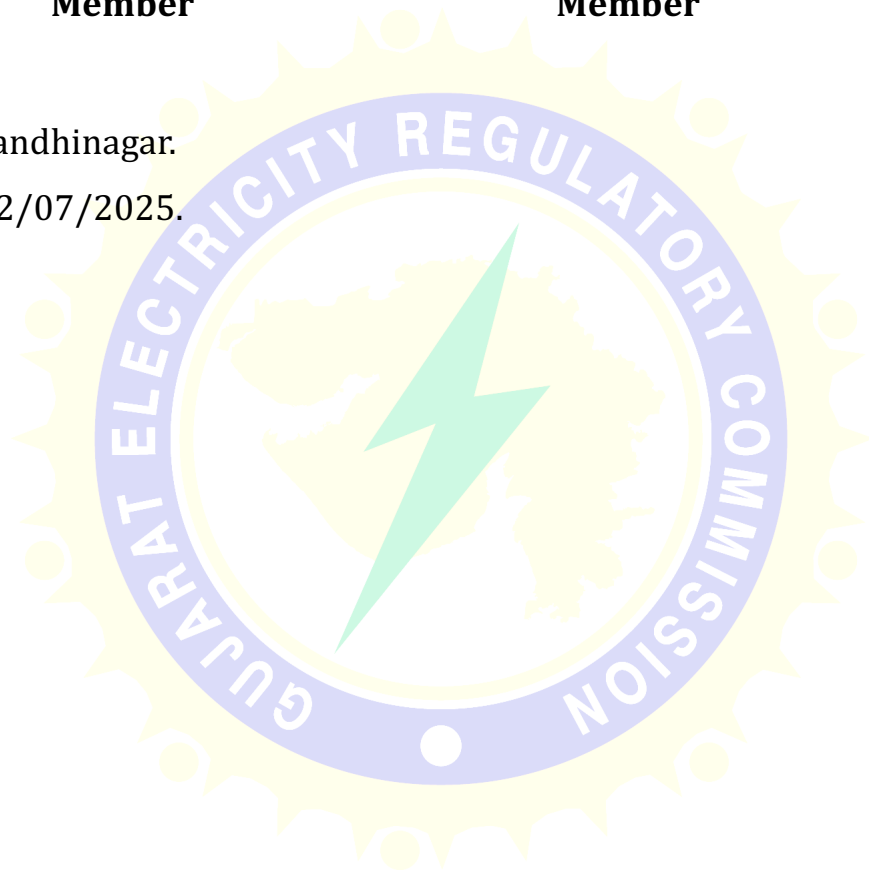 Member Member
andhinagar.
2/07/2025.
GUJARAT ELECTRICITY REGULATORY COMMISSION